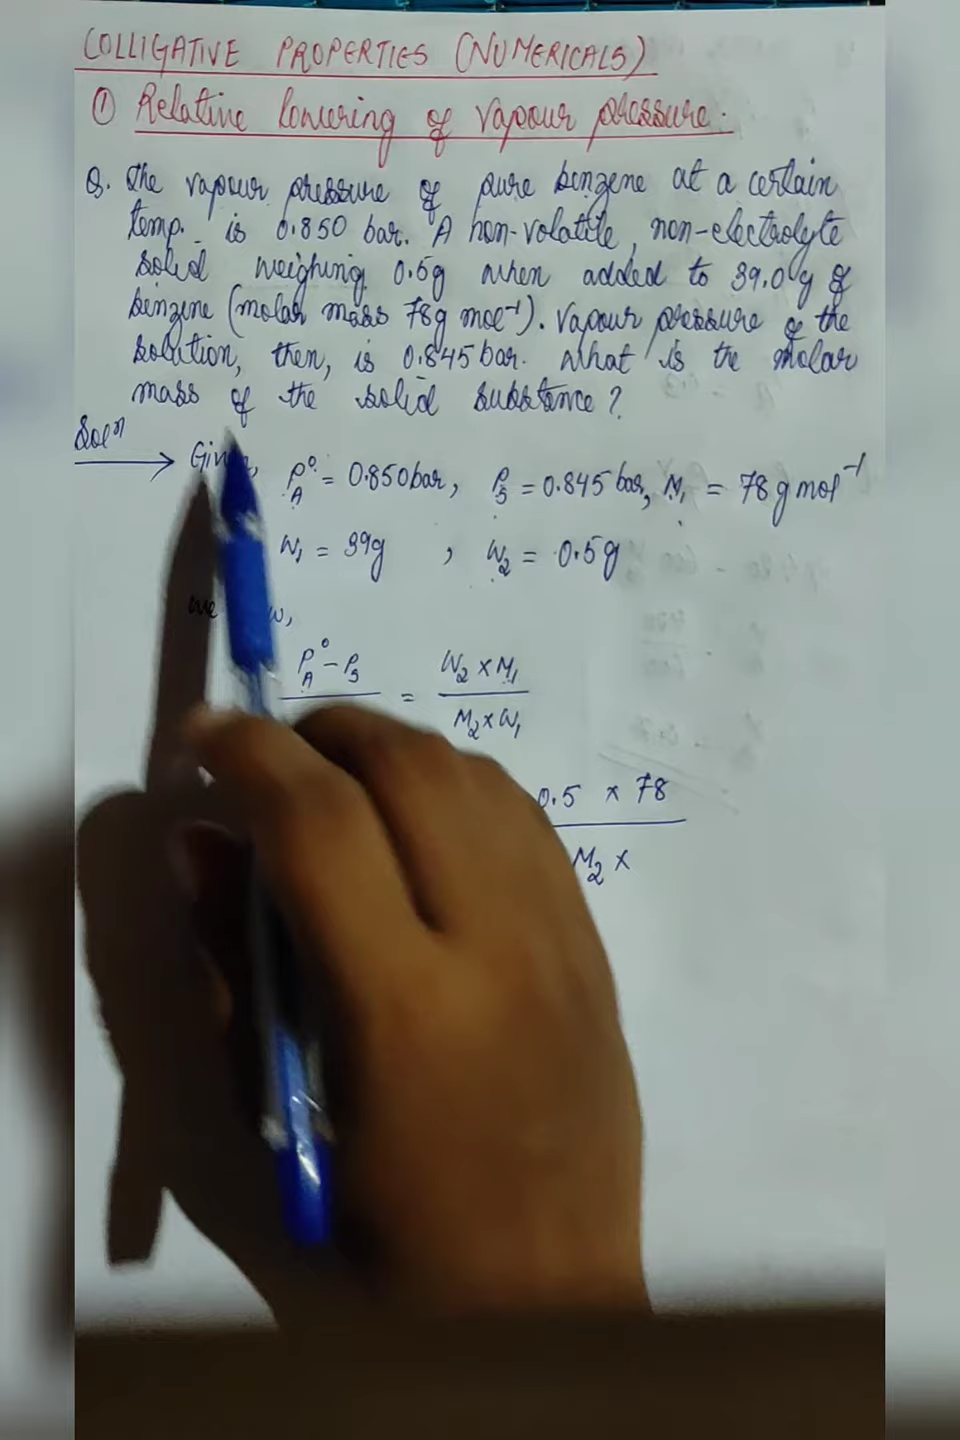 COLLIGATIVE PROPERTIES (NUMERICALS)
① Relative lowering of vapour pressure.
Q. The vapour pressure of pure benzene at a certain
temp. is 0.850 bar. A non-volatile, non-electrolyte
solid weighing 0.5g when added to 39.0g of
benzene (molar mass 78g mol⁻¹). Vapour pressure of the
solution, then, is 0.845 bar. What is the molar
mass of the solid substance?
Solⁿ
Given, P°A = 0.850bar, Ps = 0.845 bar, M₁ = 78 g mol⁻¹
W₁ = 39g , W₂ = 0.5g
we
P°A - Ps = W₂ x M₁
M₂ x W₁
0.5 x 78
M₂ x